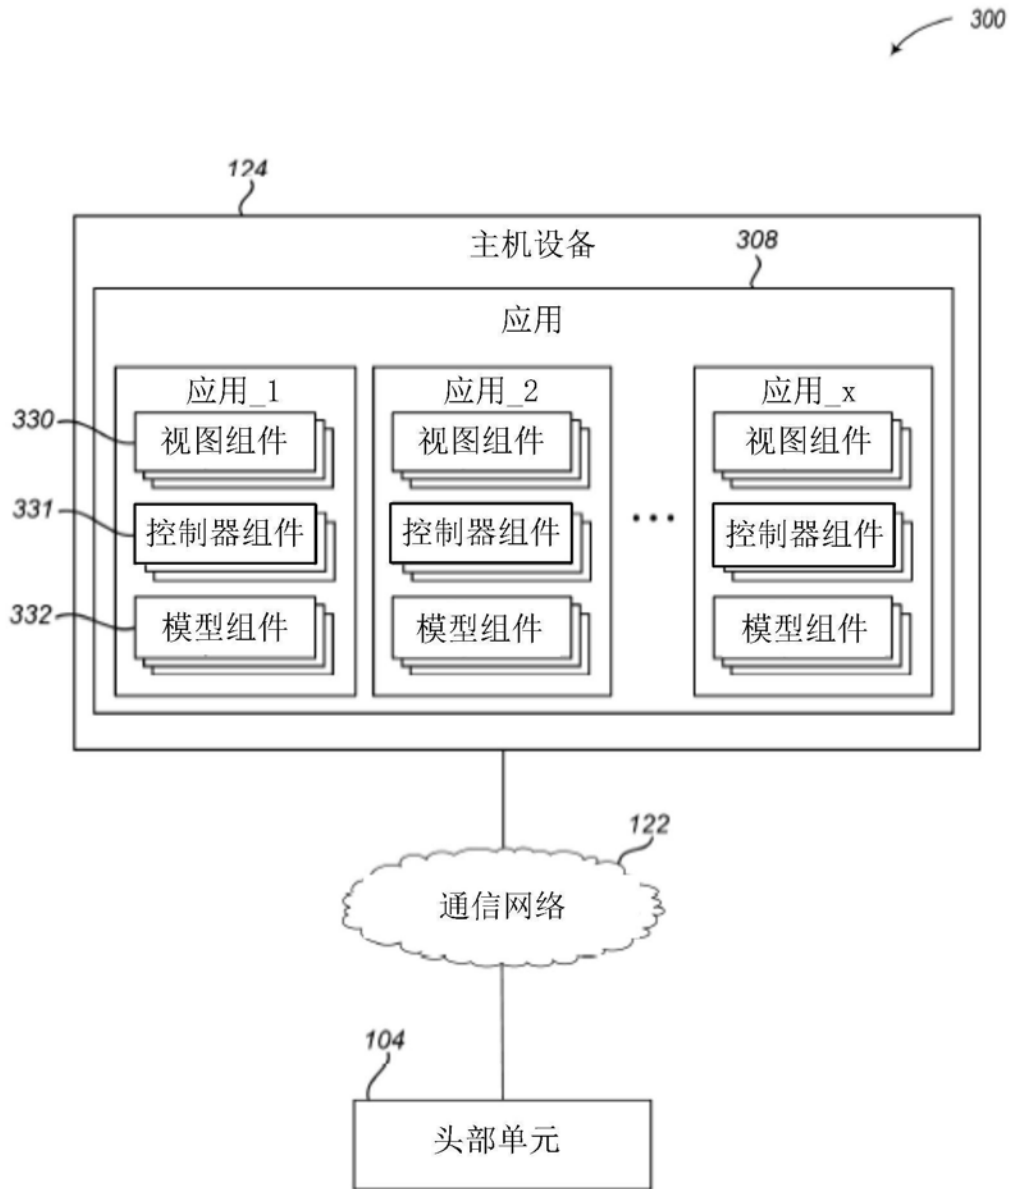 300
124
主机设备
308
应用
应用_1
应用_2
应用_x
330
视图组件
视图组件
视图组件
331
控制器组件
控制器组件
...
控制器组件
332
模型组件
模型组件
模型组件
122
通信网络
104
头部单元